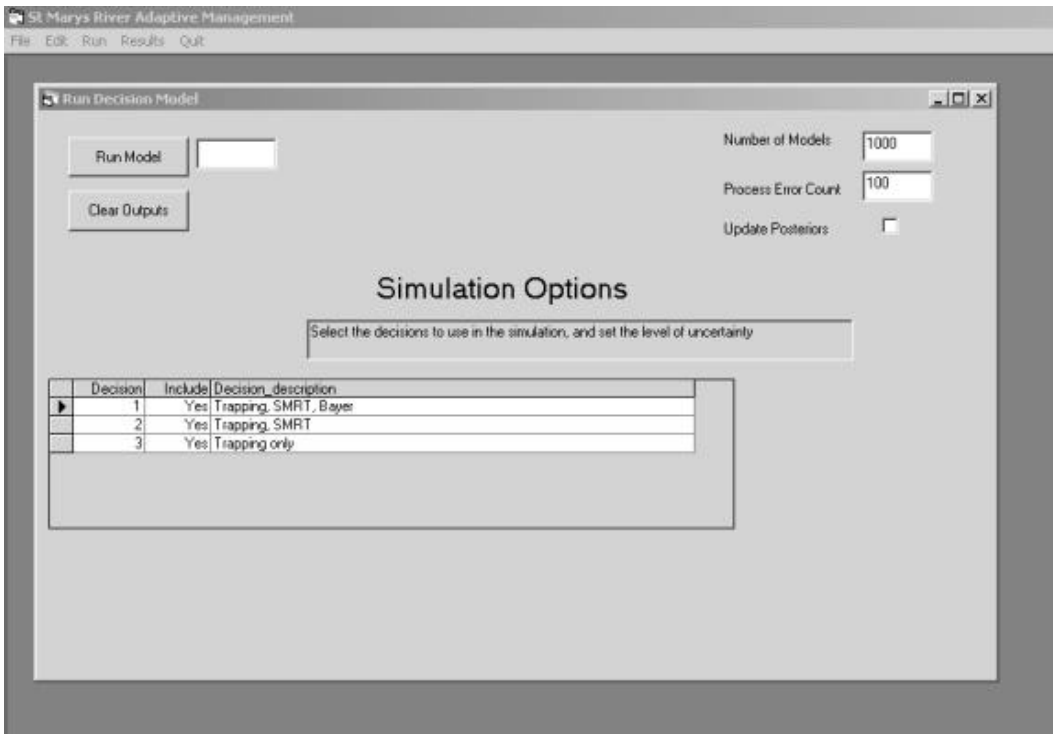 St Marys River Adaptive Management
File Edit Run Results Quit
Run Decision Model
Run Model
Clear Outputs
Number of Models 1000
Process Error Count 100
Update Posteriors
Simulation Options
Select the decisions to use in the simulation, and set the level of uncertainty
Decision Include Decision_description
1 Yes Trapping, SMRT, Bayer
2 Yes Trapping, SMRT
3 Yes Trapping only